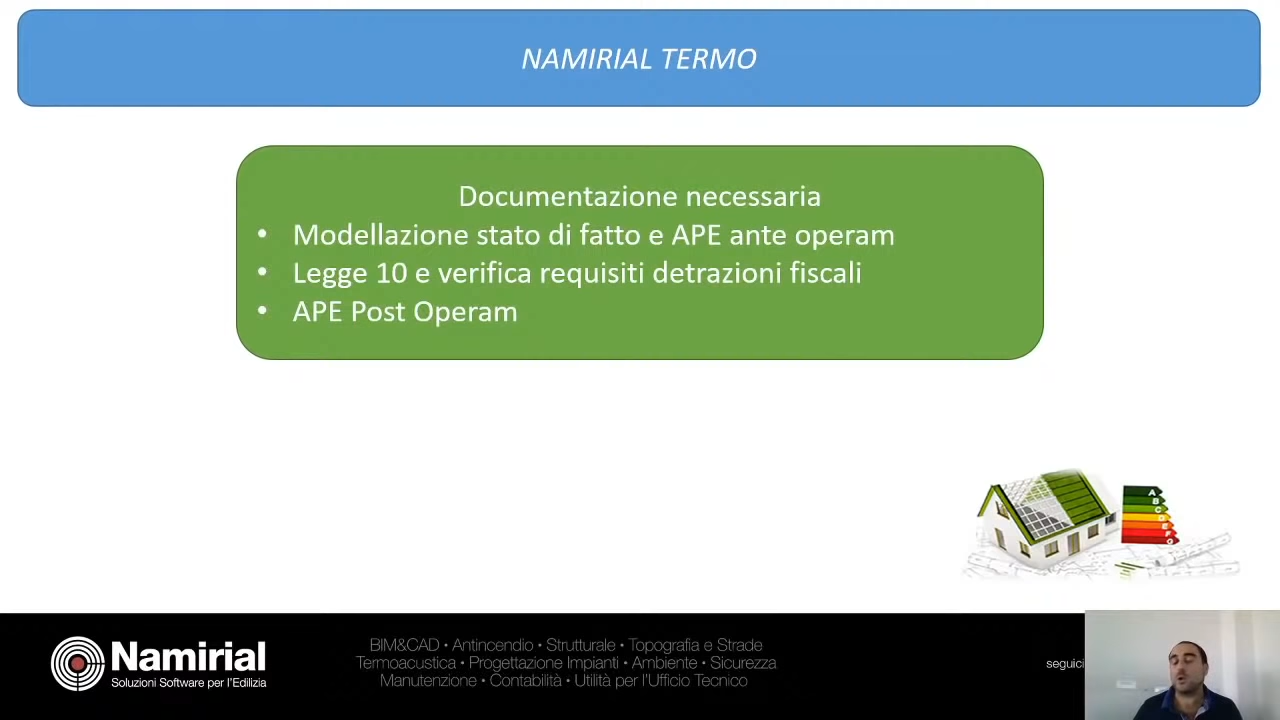 NAMIRIAL TERMO
Documentazione necessaria
• Modellazione stato di fatto e APE ante operam
• Legge 10 e verifica requisiti detrazioni fiscali
• APE Post Operam
A
B
C
D
E
F
G
Namirial
Soluzioni Software per l'Edilizia
BIM&CAD • Antincendio • Strutturale • Topografia e Strade
Termoacustica • Progettazione Impianti • Ambiente • Sicurezza
Manutenzione • Contabilità • Utilità per l'Ufficio Tecnico
seguici